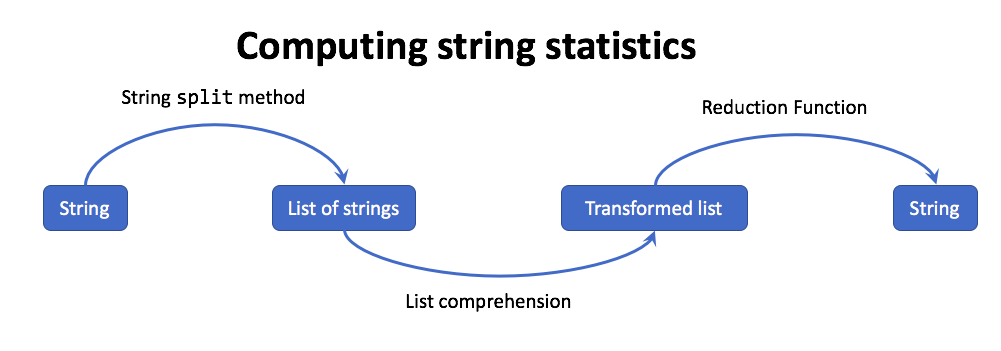 Computing string statistics
String split method
Reduction Function
String
List of strings
Transformed list
String
List comprehension